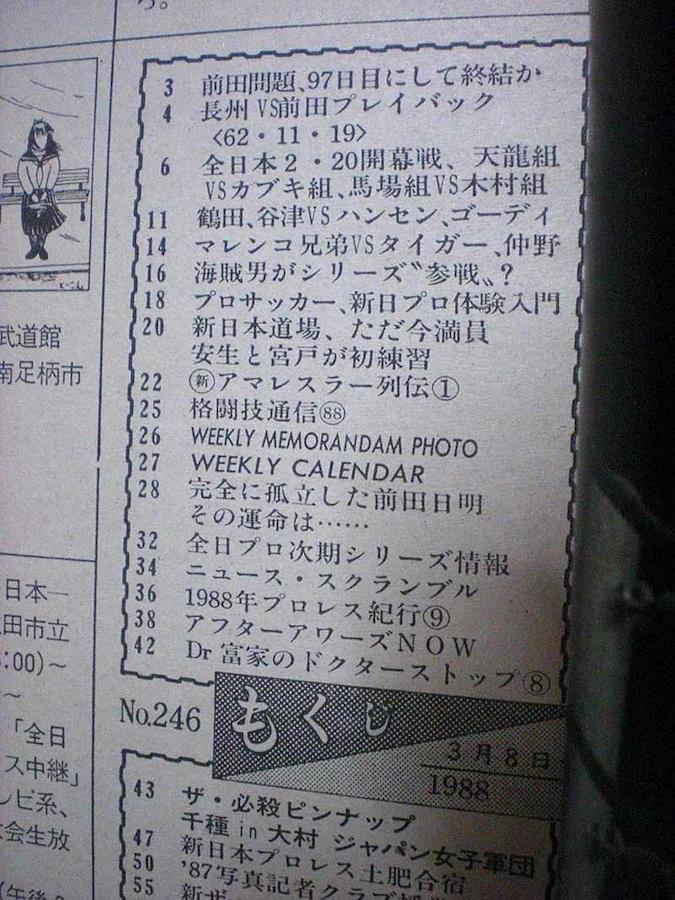 3 前田問題、97日目にして終結か
4 長州VS前田プレイバック
<62・11・19>
6 全日本2・20開幕戦、天龍組
VSカブキ組、馬場組VS木村組
11 鶴田、谷津VSハンセン、ゴーディ
14 マレンコ兄弟VSタイガー、仲野
16 海賊男がシリーズ〝参戦〟?
18 プロサッカー、新日プロ体験入門
20 新日本道場、ただ今満員
安生と宮戸が初練習
22 ㊟アマレスラー列伝①
25 格闘技通信㊇
26 WEEKLY MEMORANDAM PHOTO
27 WEEKLY CALENDAR
28 完全に孤立した前田日明
その運命は……
32 全日プロ次期シリーズ情報
34 ニュース・スクランブル
36 1988年プロレス紀行⑨
38 アフターアワーズNOW
42 Dr富家のドクターストップ⑧
No.246 もくじ
3月8日
1988
43 ザ・必殺ピンナップ
千種in大村 ジャパン女子軍団
47 新日本プロレス土肥合宿
50 '87写真記者クラブ
55 新ザ
武道館
南足柄市
日本―
田市立
:00)〜
〜
「全日
ス中継」
レビ系、
会生放
(午後